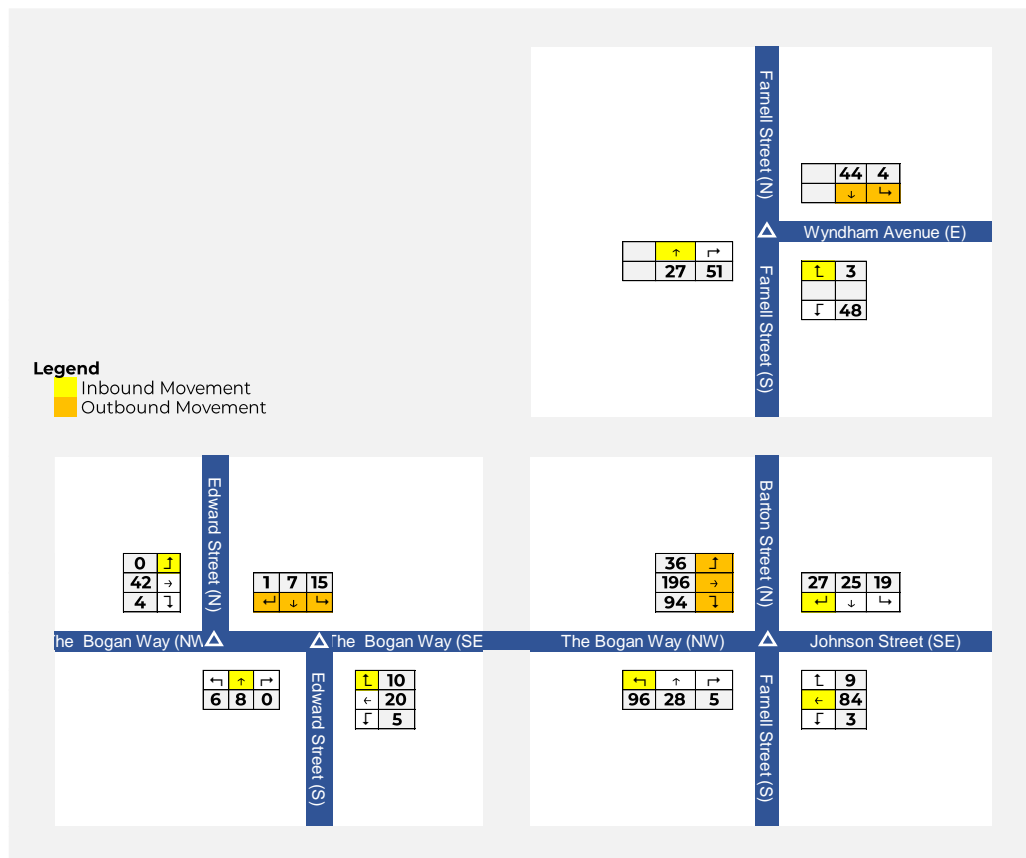 Farnell Street (N)
44 4
↓ ↳
Wyndham Avenue (E)
↑ ↱
27 51
Farnell Street (S)
↿ 3
↧ 48
Legend
Inbound Movement
Outbound Movement
Edward Street (N)
0
42 →
4
1 7 15
↵ ↓ ↳
he Bogan Way (NW
The Bogan Way (SE
↰ ↑ ↱
6 8 0
Edward Street (S)
10
← 20
5
Barton Street (N)
36
196 →
94
27 25 19
↵ ↓ ↳
The Bogan Way (NW)
Johnson Street (SE)
↰ ↑ ↱
96 28 5
Farnell Street (S)
9
← 84
3